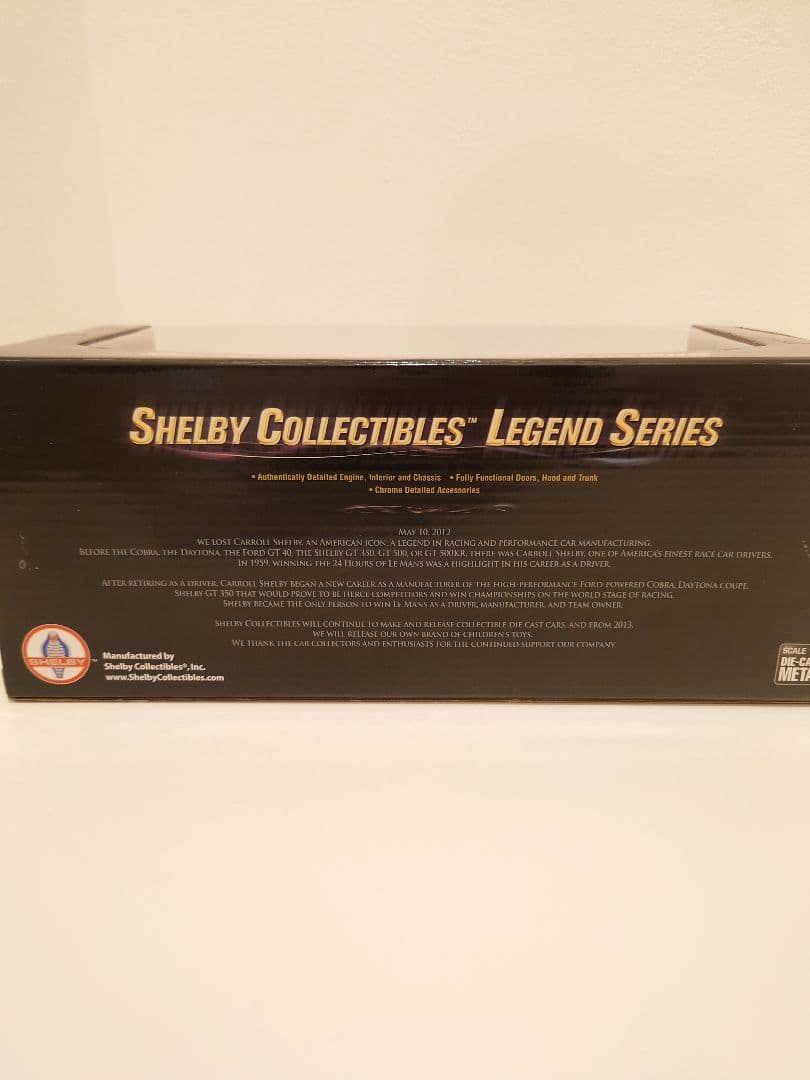 SHELBY COLLECTIBLES™ LEGEND SERIES
• Authentically Detailed Engine, Interior and Chassis • Fully Functional Doors, Hood and Trunk
• Chrome Detailed Accessories
MAY 10, 2012
WE LOST CARROLL SHELBY, AN AMERICAN ICON, A LEGEND IN RACING AND PERFORMANCE CAR MANUFACTURING.
BEFORE THE COBRA, THE DAYTONA, THE FORD GT 40, THE SHELBY GT 350, GT 500, OR GT 500KR, THERE WAS CARROLL SHELBY, ONE OF AMERICA'S FINEST RACE CAR DRIVERS.
IN 1959, WINNING THE 24 HOURS OF LE MANS WAS A HIGHLIGHT IN HIS CAREER AS A DRIVER.
AFTER RETIRING AS A DRIVER, CARROLL SHELBY BEGAN A NEW CAREER AS A MANUFACTURER OF THE HIGH-PERFORMANCE FORD-POWERED COBRA, DAYTONA COUPE,
SHELBY GT 350 THAT WOULD PROVE TO BE FIERCE COMPETITORS AND WIN CHAMPIONSHIPS ON THE WORLD STAGE OF RACING.
SHELBY BECAME THE ONLY PERSON TO WIN LE MANS AS A DRIVER, MANUFACTURER, AND TEAM OWNER.
SHELBY COLLECTIBLES WILL CONTINUE TO MAKE AND RELEASE COLLECTIBLE DIE CAST CARS, AND FROM 2013,
WE WILL RELEASE OUR OWN BRAND OF CHILDREN'S TOYS.
WE THANK THE CAR COLLECTORS AND ENTHUSIASTS FOR THE CONTINUED SUPPORT OUR COMPANY.
SHELBY™
Manufactured by
Shelby Collectibles®, Inc.
www.ShelbyCollectibles.com
SCALE
DIE-CA
META